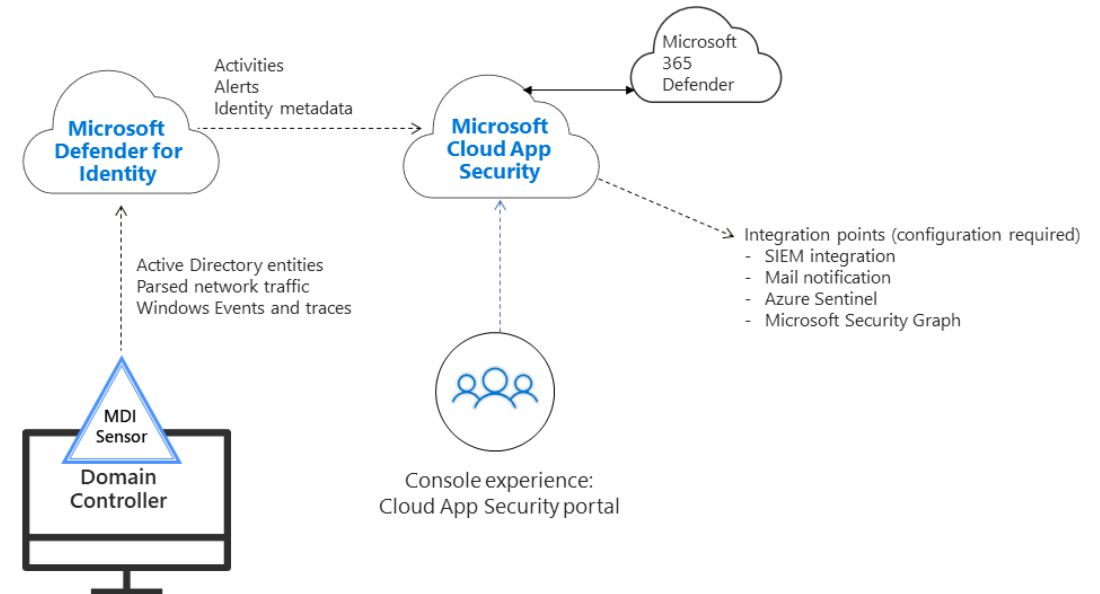 Microsoft
365
Defender
Activities
Alerts
Identity metadata
Microsoft
Defender for
Identity
Microsoft
Cloud App
Security
Integration points (configuration required)
- SIEM integration
- Mail notification
- Azure Sentinel
- Microsoft Security Graph
Active Directory entities
Parsed network traffic
Windows Events and traces
MDI
Sensor
Domain
Controller
Console experience:
Cloud App Security portal